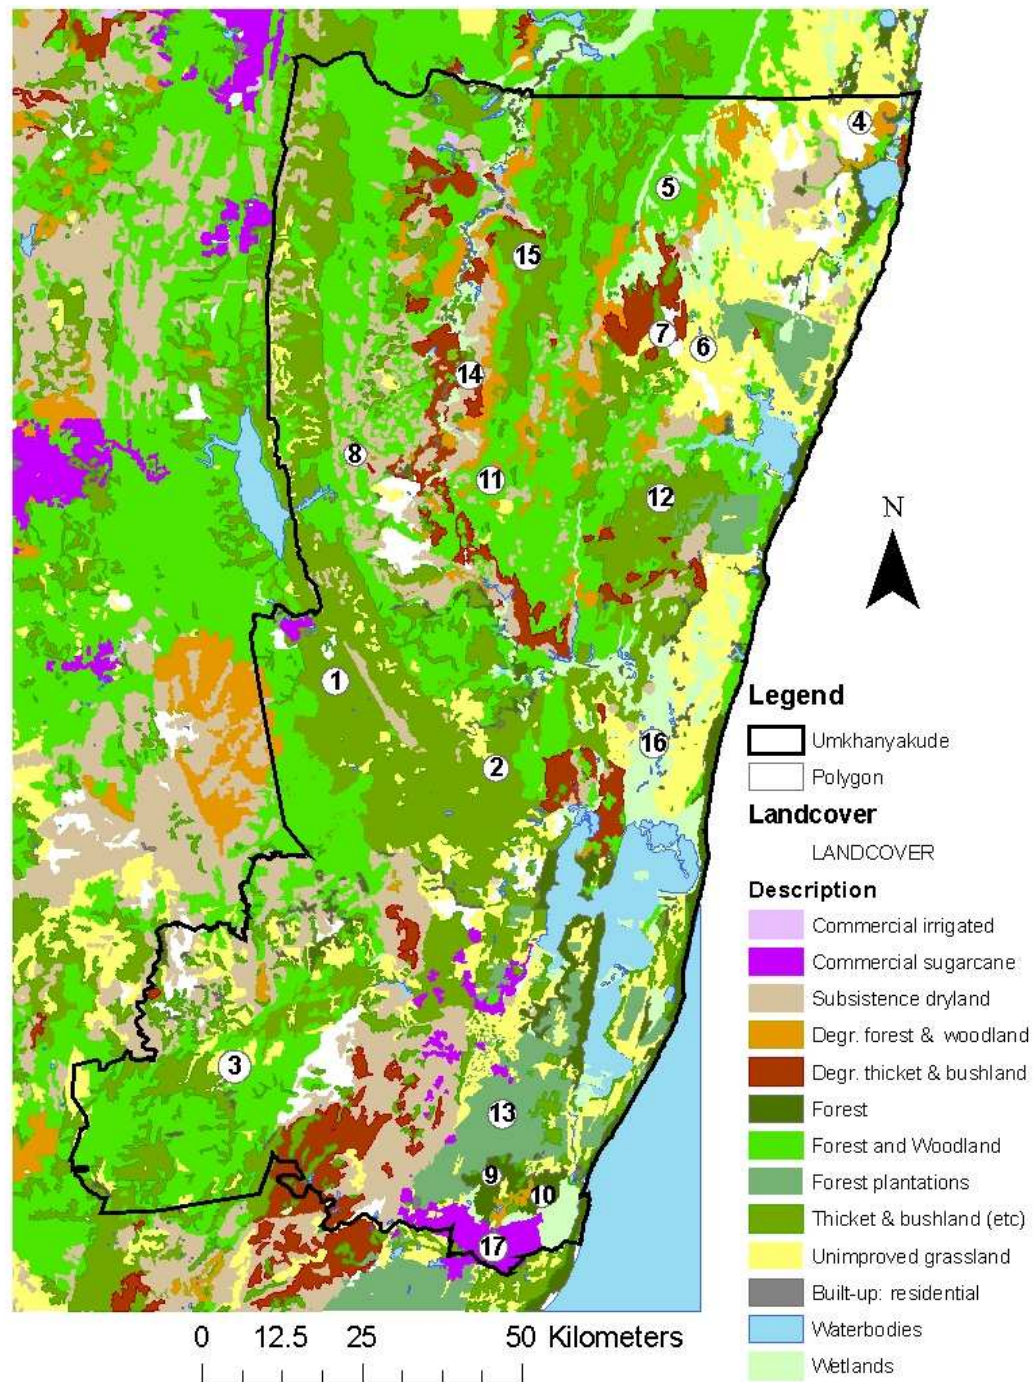 4
5
15
7
6
14
8
11
12
N
1
Legend
Umkhanyakude
Polygon
16
2
Landcover
LANDCOVER
Description
Commercial irrigated
Commercial sugarcane
Subsistence dryland
Degr. forest & woodland
Degr. thicket & bushland
3
Forest
13
Forest and Woodland
9
Forest plantations
10
Thicket & bushland (etc)
17
Unimproved grassland
Built-up: residential
Waterbodies
Wetlands
0 12.5 25 50 Kilometers